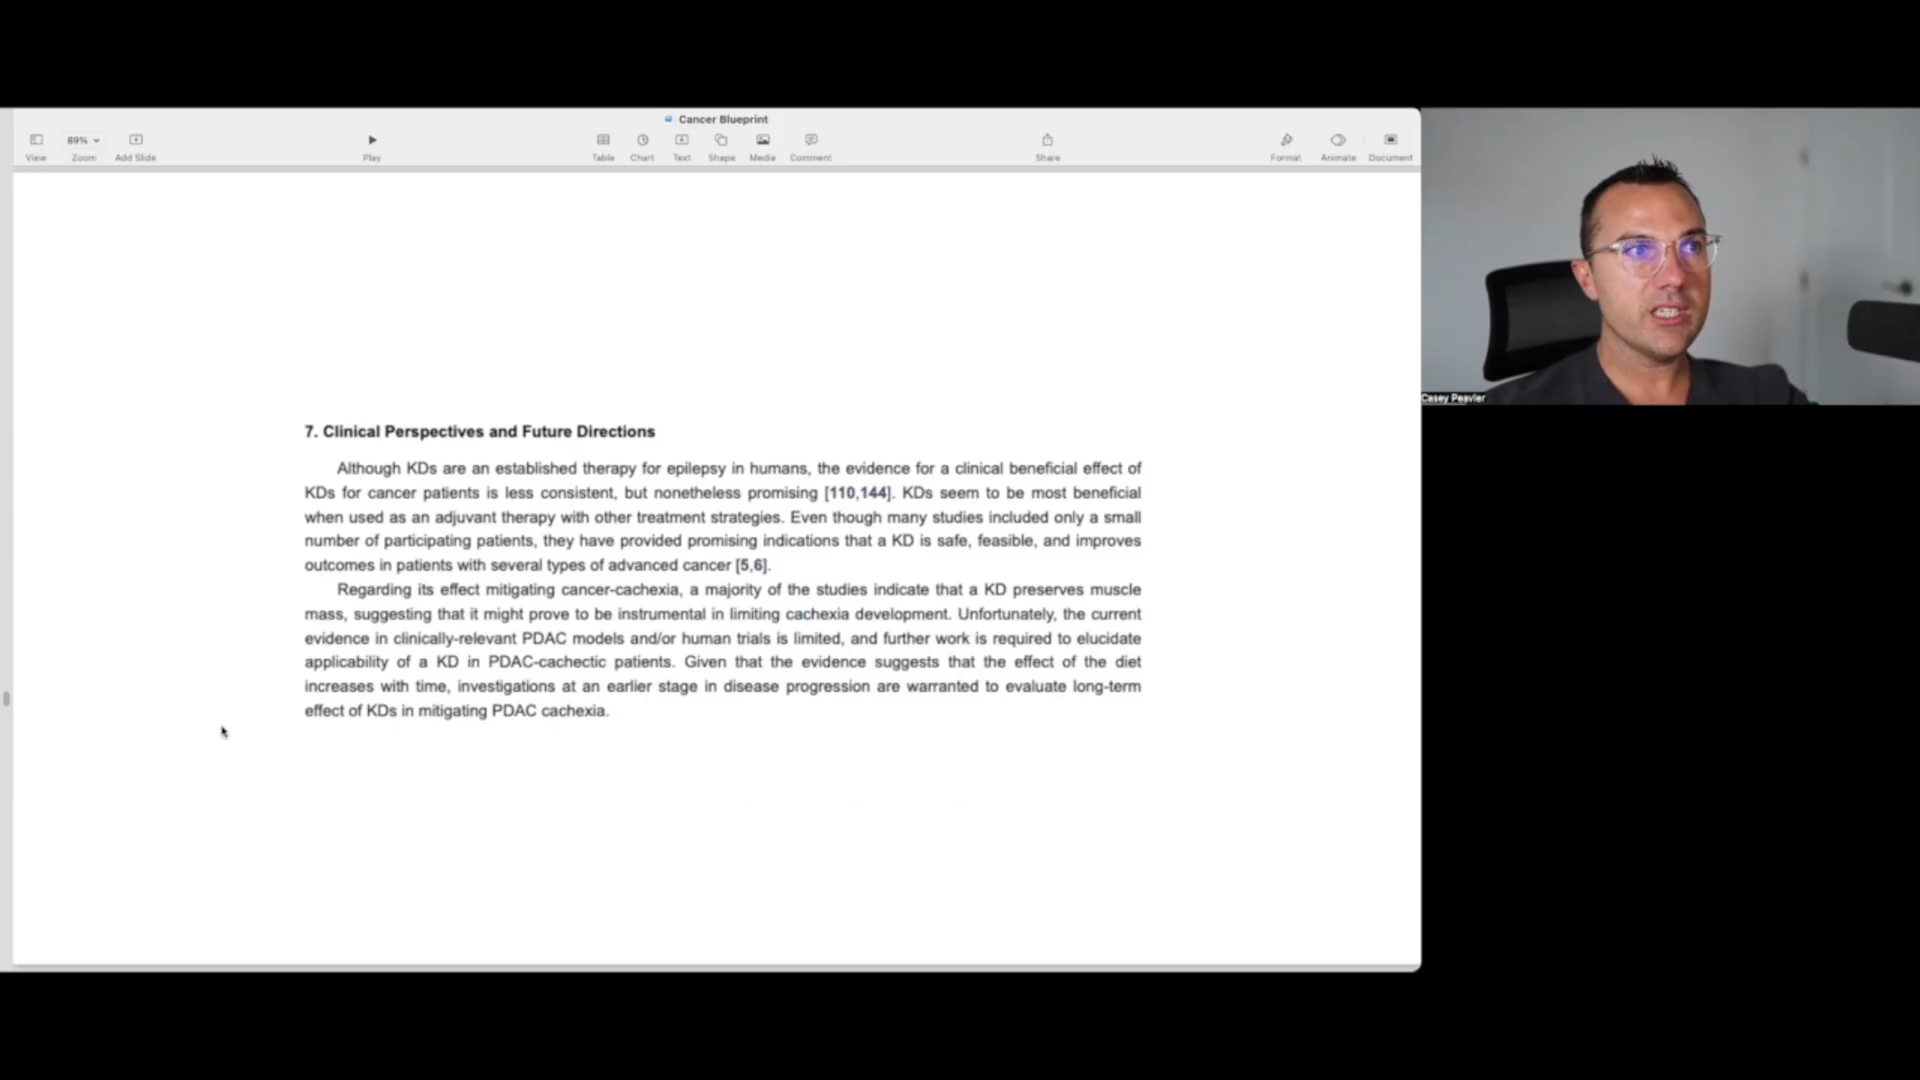 Cancer Blueprint
89%
View
Zoom
Add Slide
Play
Table
Chart
Text
Shape
Media
Comment
Share
Format
Animate
Document
Casey Peavler
7. Clinical Perspectives and Future Directions
Although KDs are an established therapy for epilepsy in humans, the evidence for a clinical beneficial effect of
KDs for cancer patients is less consistent, but nonetheless promising [110,144]. KDs seem to be most beneficial
when used as an adjuvant therapy with other treatment strategies. Even though many studies included only a small
number of participating patients, they have provided promising indications that a KD is safe, feasible, and improves
outcomes in patients with several types of advanced cancer [5,6].
Regarding its effect mitigating cancer-cachexia, a majority of the studies indicate that a KD preserves muscle
mass, suggesting that it might prove to be instrumental in limiting cachexia development. Unfortunately, the current
evidence in clinically-relevant PDAC models and/or human trials is limited, and further work is required to elucidate
applicability of a KD in PDAC-cachectic patients. Given that the evidence suggests that the effect of the diet
increases with time, investigations at an earlier stage in disease progression are warranted to evaluate long-term
effect of KDs in mitigating PDAC cachexia.